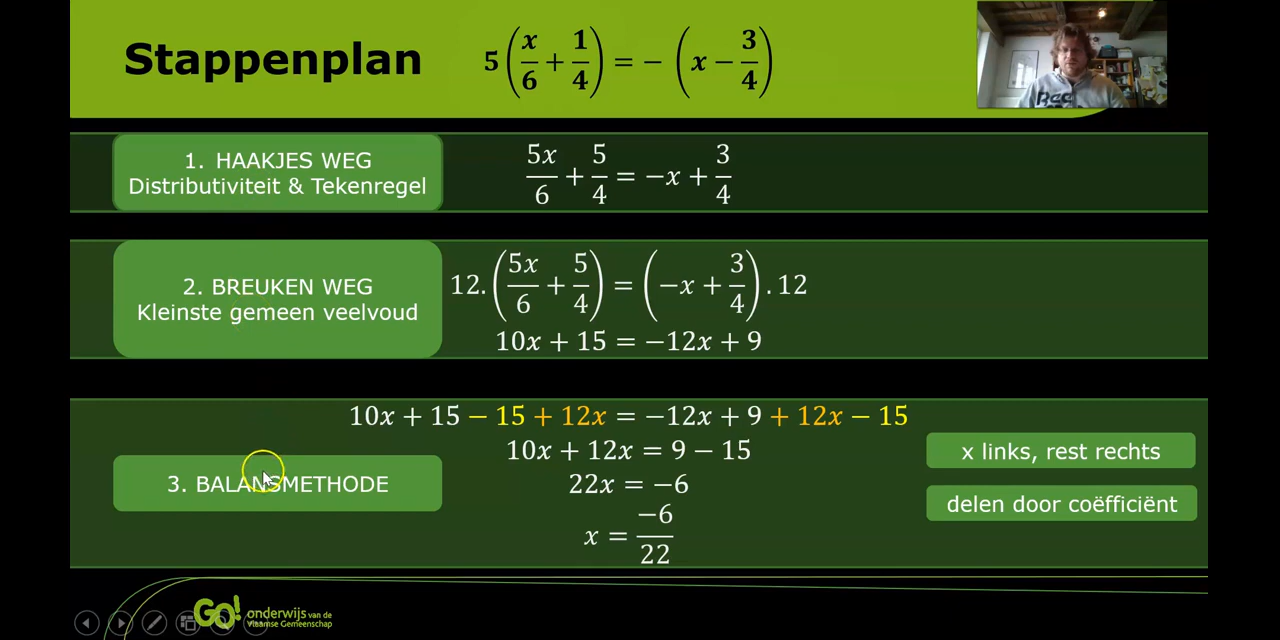 Stappenplan
5(x/6 + 1/4) = −(x − 3/4)
1. HAAKJES WEG
Distributiviteit & Tekenregel
5x/6 + 5/4 = −x + 3/4
2. BREUKEN WEG
Kleinste gemeen veelvoud
12.(5x/6 + 5/4) = (−x + 3/4).12
10x + 15 = −12x + 9
3. BALANSMETHODE
10x + 15 − 15 + 12x = −12x + 9 + 12x − 15
10x + 12x = 9 − 15
22x = −6
x = −6/22
x links, rest rechts
delen door coëfficiënt
GO! onderwijs van de
Vlaamse Gemeenschap